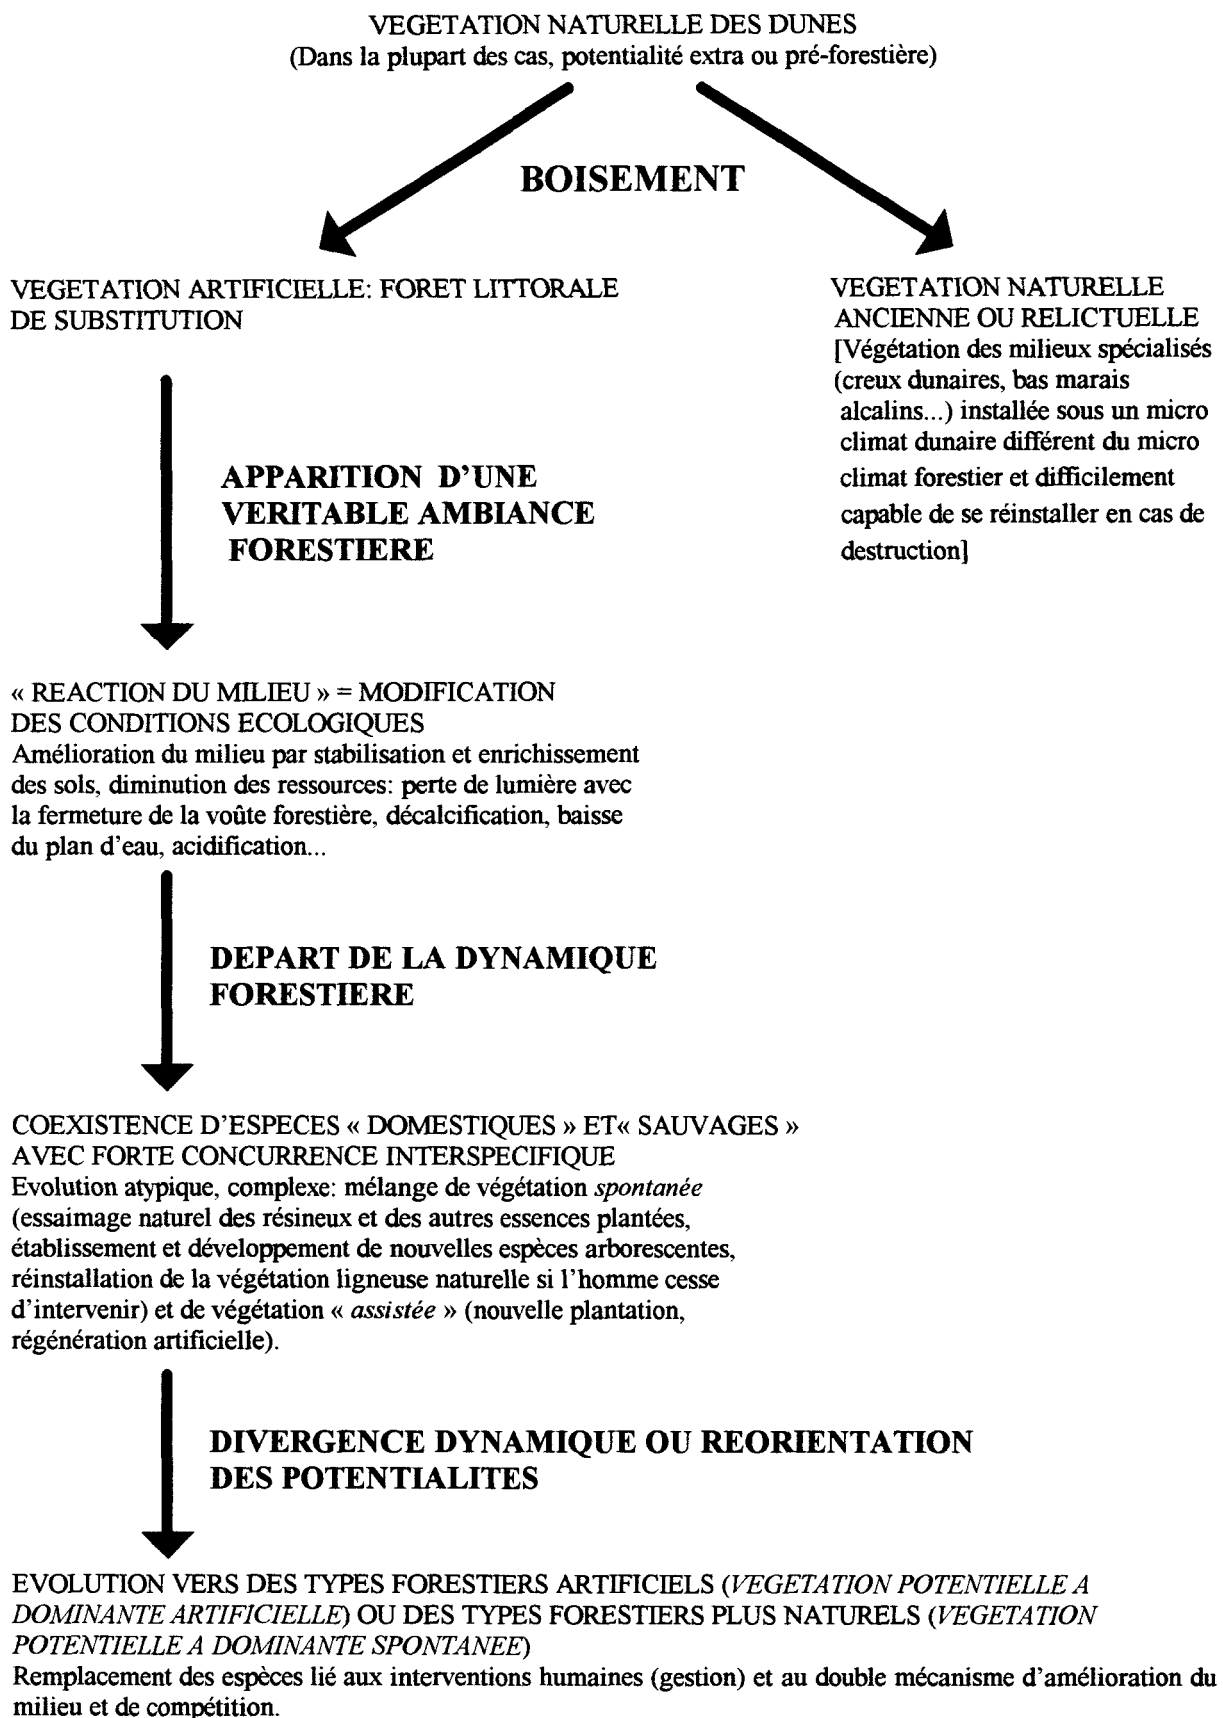 VEGETATION NATURELLE DES DUNES
(Dans la plupart des cas, potentialité extra ou pré-forestière)
BOISEMENT
VEGETATION ARTIFICIELLE: FORET LITTORALE
DE SUBSTITUTION
VEGETATION NATURELLE
ANCIENNE OU RELICTUELLE
[Végétation des milieux spécialisés
(creux dunaires, bas marais
alcalins...) installée sous un micro
climat dunaire différent du micro
climat forestier et difficilement
capable de se réinstaller en cas de
destruction]
APPARITION D'UNE
VERITABLE AMBIANCE
FORESTIERE
« REACTION DU MILIEU » = MODIFICATION
DES CONDITIONS ECOLOGIQUES
Amélioration du milieu par stabilisation et enrichissement
des sols, diminution des ressources: perte de lumière avec
la fermeture de la voûte forestière, décalcification, baisse
du plan d'eau, acidification...
DEPART DE LA DYNAMIQUE
FORESTIERE
COEXISTENCE D'ESPECES « DOMESTIQUES » ET« SAUVAGES »
AVEC FORTE CONCURRENCE INTERSPECIFIQUE
Evolution atypique, complexe: mélange de végétation spontanée
(essaimage naturel des résineux et des autres essences plantées,
établissement et développement de nouvelles espèces arborescentes,
réinstallation de la végétation ligneuse naturelle si l'homme cesse
d'intervenir) et de végétation « assistée » (nouvelle plantation,
régénération artificielle).
DIVERGENCE DYNAMIQUE OU REORIENTATION
DES POTENTIALITES
EVOLUTION VERS DES TYPES FORESTIERS ARTIFICIELS (VEGETATION POTENTIELLE A
DOMINANTE ARTIFICIELLE) OU DES TYPES FORESTIERS PLUS NATURELS (VEGETATION
POTENTIELLE A DOMINANTE SPONTANEE)
Remplacement des espèces lié aux interventions humaines (gestion) et au double mécanisme d'amélioration du
milieu et de compétition.